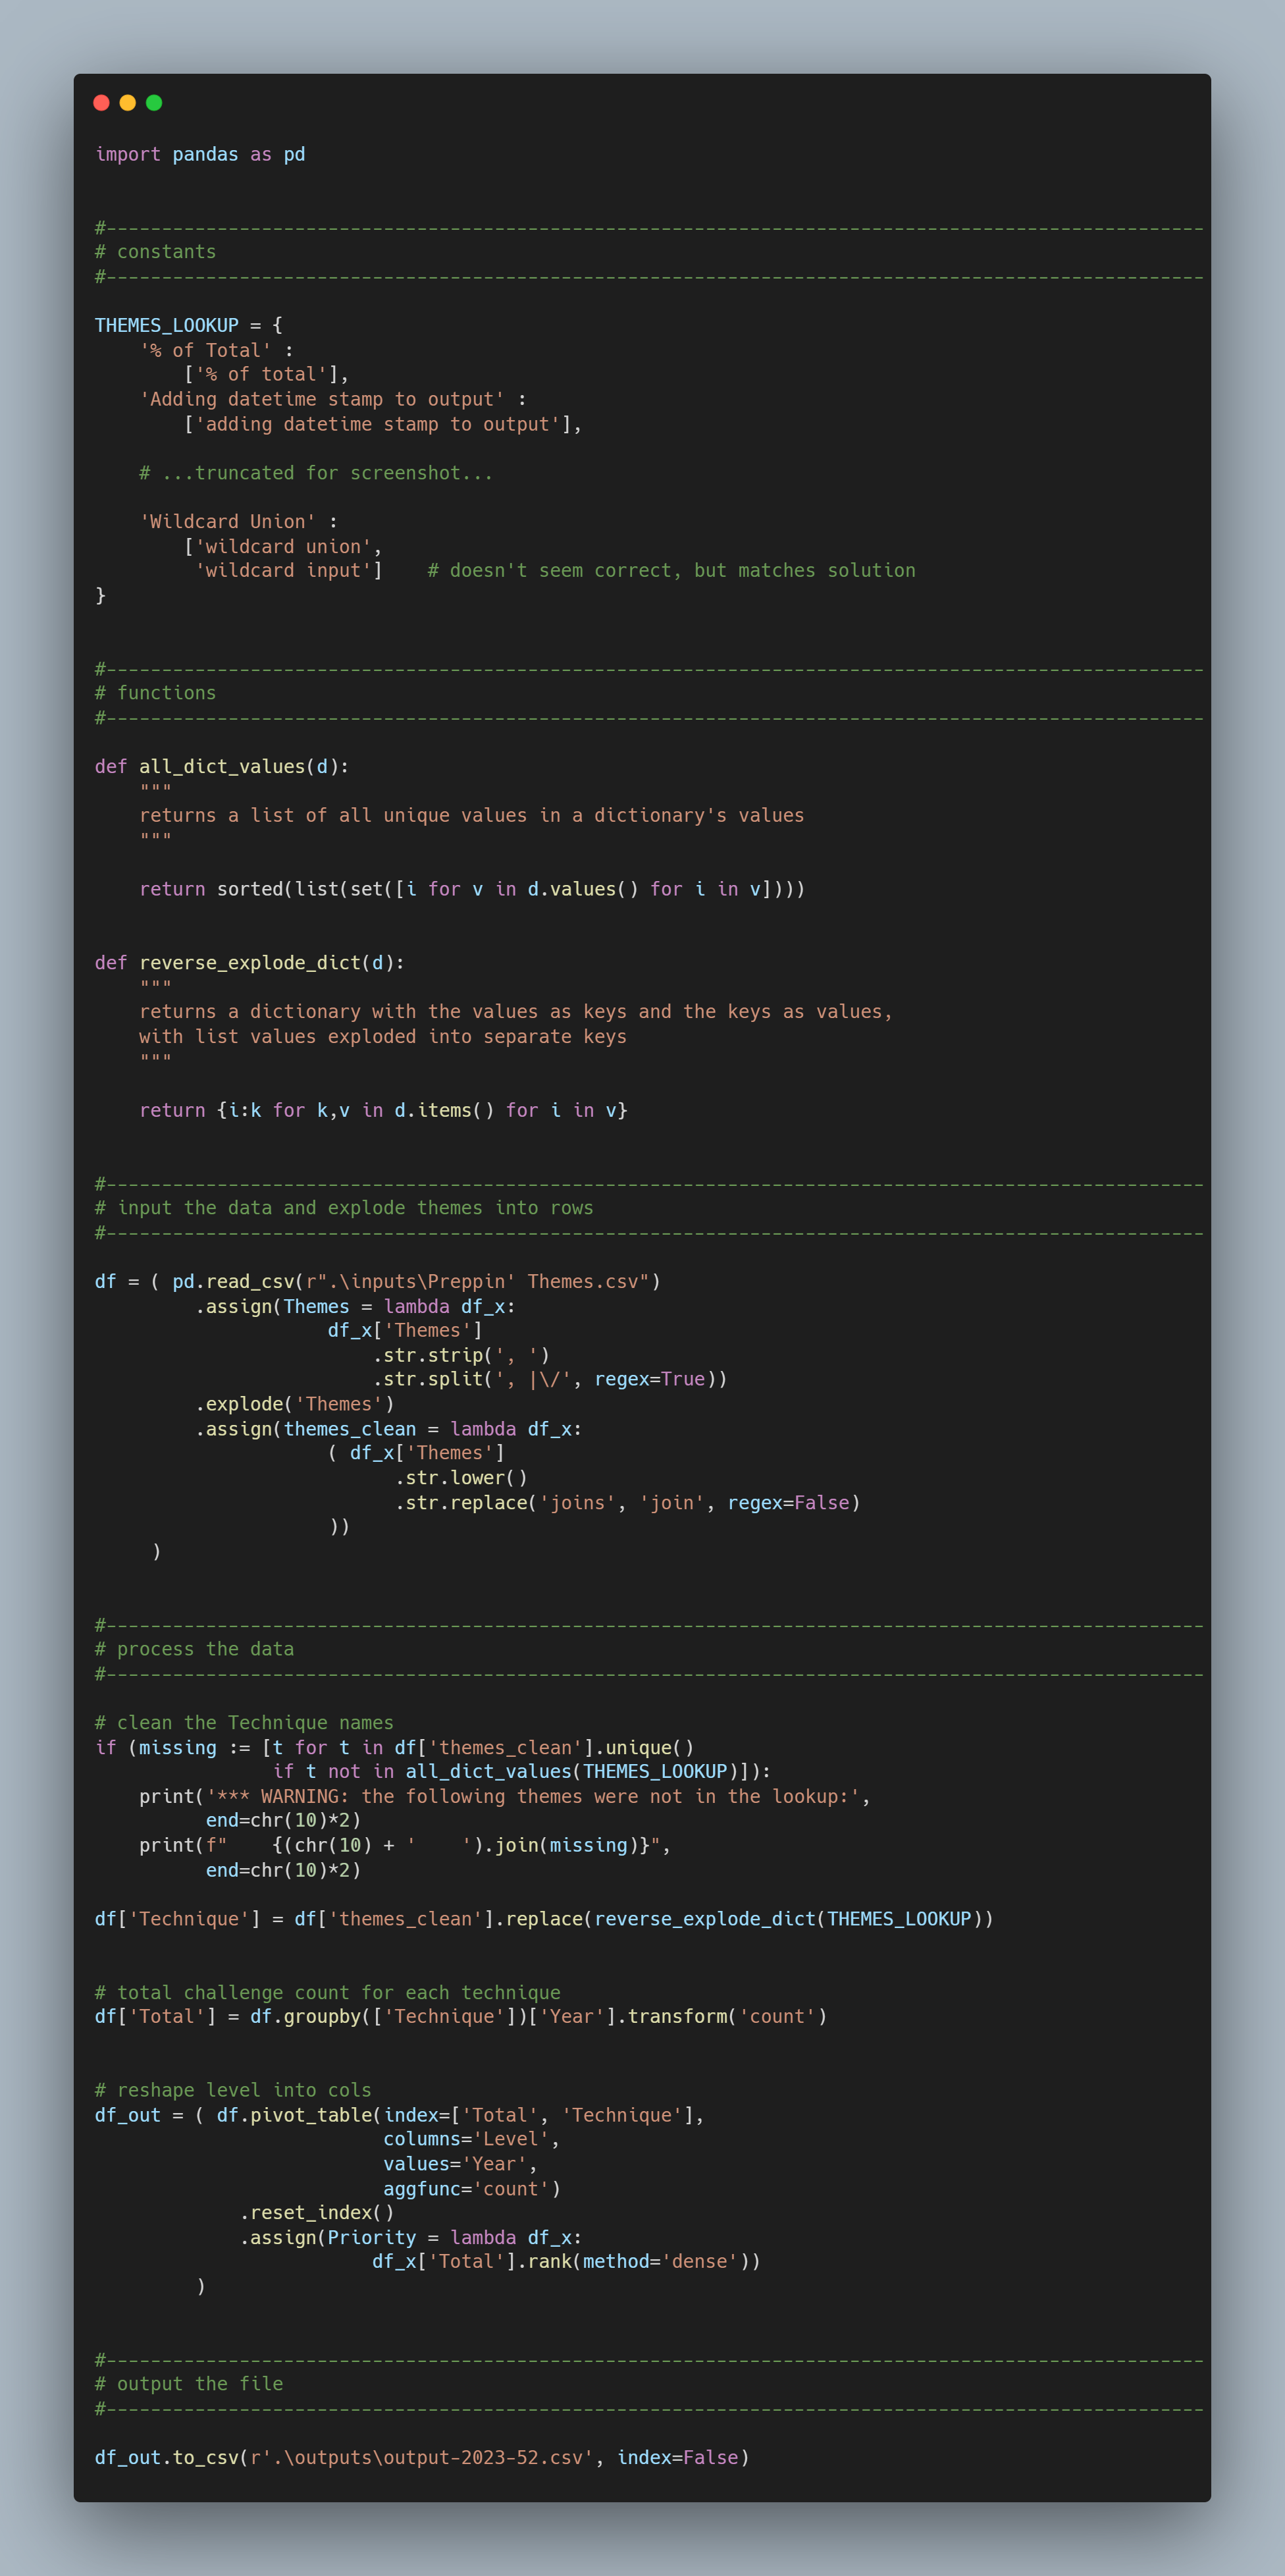 import pandas as pd


#---------------------------------------------------------------------------------------------------
# constants
#---------------------------------------------------------------------------------------------------

THEMES_LOOKUP = {
    '% of Total' :
        ['% of total'],
    'Adding datetime stamp to output' :
        ['adding datetime stamp to output'],

    # ...truncated for screenshot...

    'Wildcard Union' :
        ['wildcard union',
         'wildcard input']    # doesn't seem correct, but matches solution
}


#---------------------------------------------------------------------------------------------------
# functions
#---------------------------------------------------------------------------------------------------

def all_dict_values(d):
    """
    returns a list of all unique values in a dictionary's values
    """

    return sorted(list(set([i for v in d.values() for i in v])))


def reverse_explode_dict(d):
    """
    returns a dictionary with the values as keys and the keys as values,
    with list values exploded into separate keys
    """

    return {i:k for k,v in d.items() for i in v}


#---------------------------------------------------------------------------------------------------
# input the data and explode themes into rows
#---------------------------------------------------------------------------------------------------

df = ( pd.read_csv(r".\inputs\Preppin' Themes.csv")
         .assign(Themes = lambda df_x:
                     df_x['Themes']
                         .str.strip(', ')
                         .str.split(', |\/', regex=True))
         .explode('Themes')
         .assign(themes_clean = lambda df_x:
                     ( df_x['Themes']
                           .str.lower()
                           .str.replace('joins', 'join', regex=False)
                     ))
     )


#---------------------------------------------------------------------------------------------------
# process the data
#---------------------------------------------------------------------------------------------------

# clean the Technique names
if (missing := [t for t in df['themes_clean'].unique()
                if t not in all_dict_values(THEMES_LOOKUP)]):
    print('*** WARNING: the following themes were not in the lookup:',
          end=chr(10)*2)
    print(f"    {(chr(10) + '    ').join(missing)}",
          end=chr(10)*2)

df['Technique'] = df['themes_clean'].replace(reverse_explode_dict(THEMES_LOOKUP))


# total challenge count for each technique
df['Total'] = df.groupby(['Technique'])['Year'].transform('count')


# reshape level into cols
df_out = ( df.pivot_table(index=['Total', 'Technique'],
                          columns='Level',
                          values='Year',
                          aggfunc='count')
             .reset_index()
             .assign(Priority = lambda df_x:
                         df_x['Total'].rank(method='dense'))
         )


#---------------------------------------------------------------------------------------------------
# output the file
#---------------------------------------------------------------------------------------------------

df_out.to_csv(r'.\outputs\output-2023-52.csv', index=False)